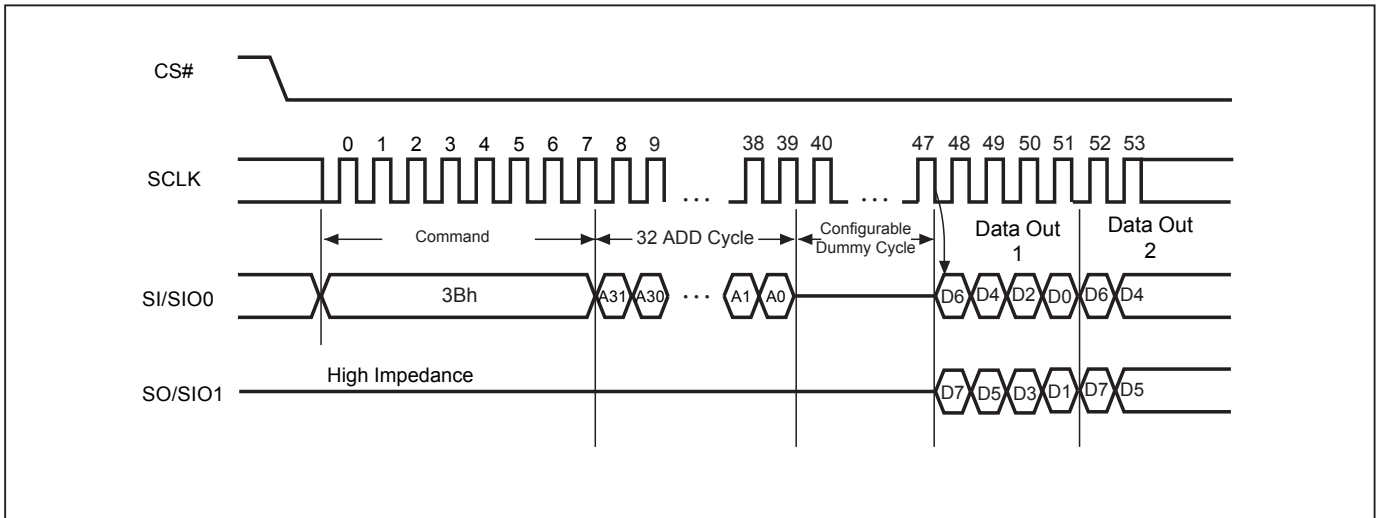 CS#
0 1 2 3 4 5 6 7 8 9 38 39 40 47 48 49 50 51 52 53
SCLK
... ...
Command 32 ADD Cycle Configurable Dummy Cycle Data Out 1 Data Out 2
SI/SIO0 3Bh A31 A30 ... A1 A0 D6 D4 D2 D0 D6 D4
High Impedance
SO/SIO1 D7 D5 D3 D1 D7 D5